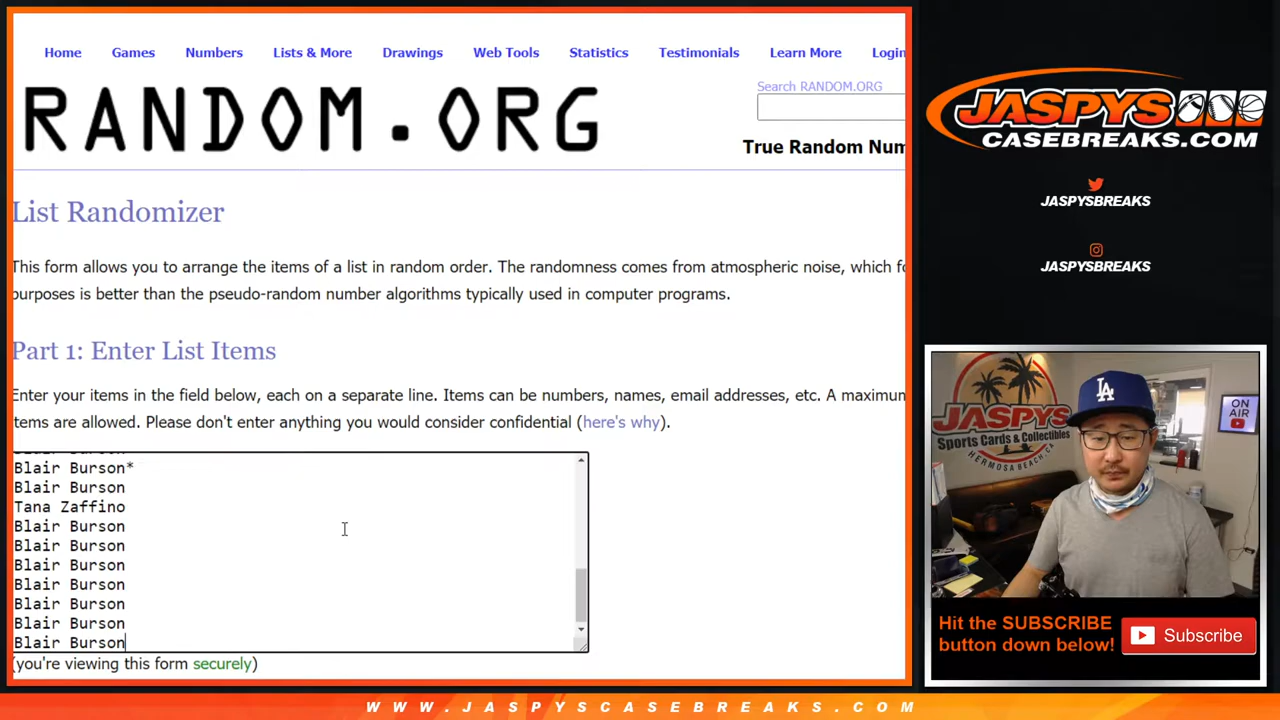 Home Games Numbers Lists & More Drawings Web Tools Statistics Testimonials Learn More Login
Search RANDOM.ORG
RANDOM.ORG
True Random Num
List Randomizer
This form allows you to arrange the items of a list in random order. The randomness comes from atmospheric noise, which fo
purposes is better than the pseudo-random number algorithms typically used in computer programs.
Part 1: Enter List Items
Enter your items in the field below, each on a separate line. Items can be numbers, names, email addresses, etc. A maximum
items are allowed. Please don't enter anything you would consider confidential (here's why).
Blair Burson*
Blair Burson
Tana Zaffino
Blair Burson
Blair Burson
Blair Burson
Blair Burson
Blair Burson
Blair Burson
Blair Burson
(you're viewing this form securely)
JASPYS
CASEBREAKS.COM
JASPYSBREAKS
JASPYSBREAKS
JASPYS
Sports Cards & Collectibles
HERMOSA BEACH, CA
LA
ON
AIR
Hit the SUBSCRIBE
button down below!
Subscribe
WWW.JASPYSCASEBREAKS.COM